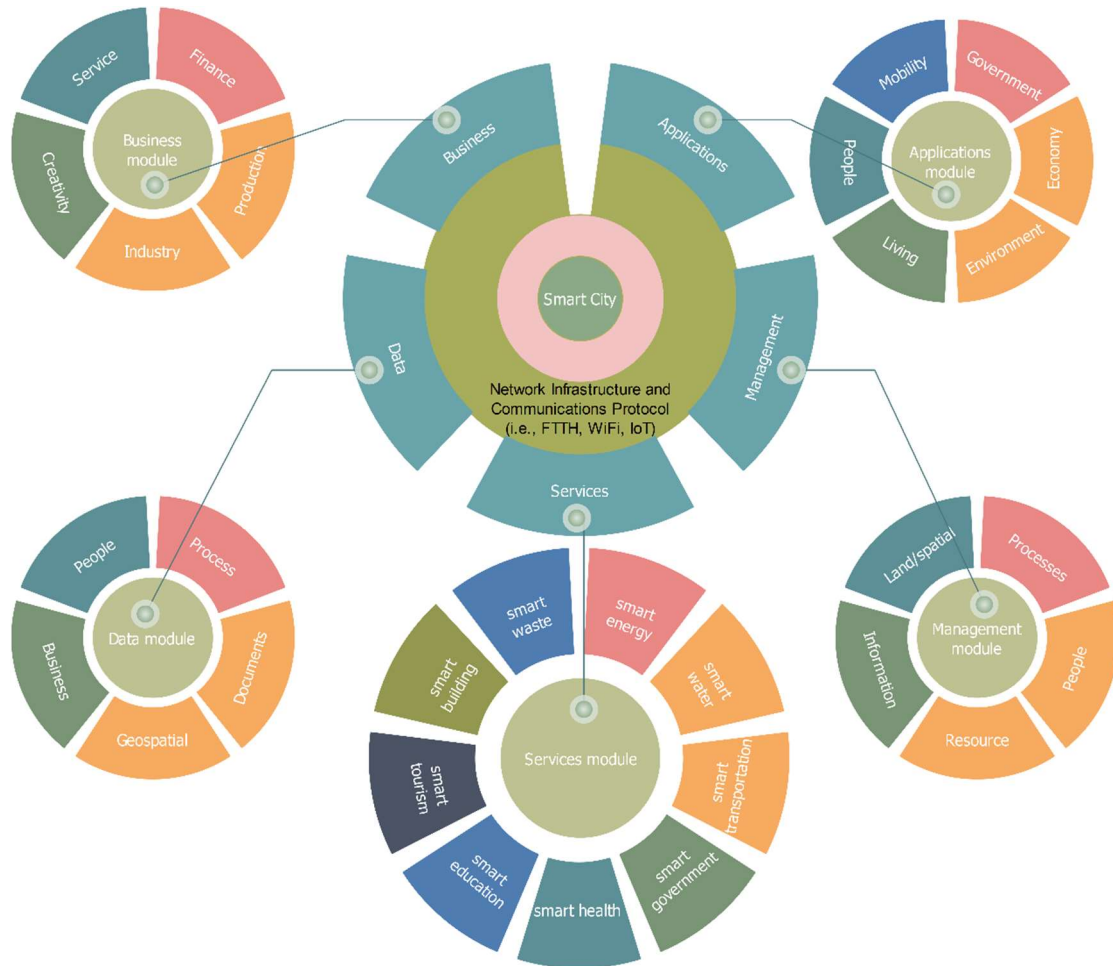 Service
Finance
Production
Industry
Creativity
Business
module
Business
Applications
Management
Services
Data
Smart City
Network Infrastructure and
Communications Protocol
(i.e., FTTH, WiFi, IoT)
Mobility
Government
Economy
Environment
Living
People
Applications
module
People
Process
Documents
Geospatial
Business
Data module
smart
waste
smart
energy
smart
water
smart
transportation
smart
government
smart health
smart
education
smart
tourism
smart
building
Services module
Land/spatial
Processes
People
Resource
Information
Management
module